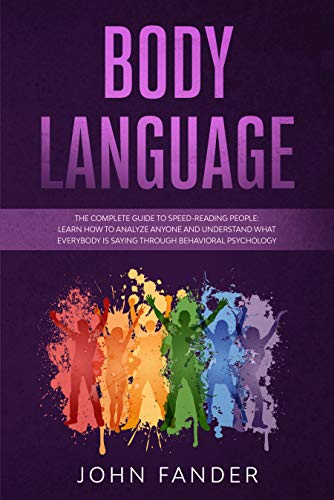 BODY
LANGUAGE
THE COMPLETE GUIDE TO SPEED-READING PEOPLE:
LEARN HOW TO ANALYZE ANYONE AND UNDERSTAND WHAT
EVERYBODY IS SAYING THROUGH BEHAVIORAL PSYCHOLOGY
JOHN FANDER